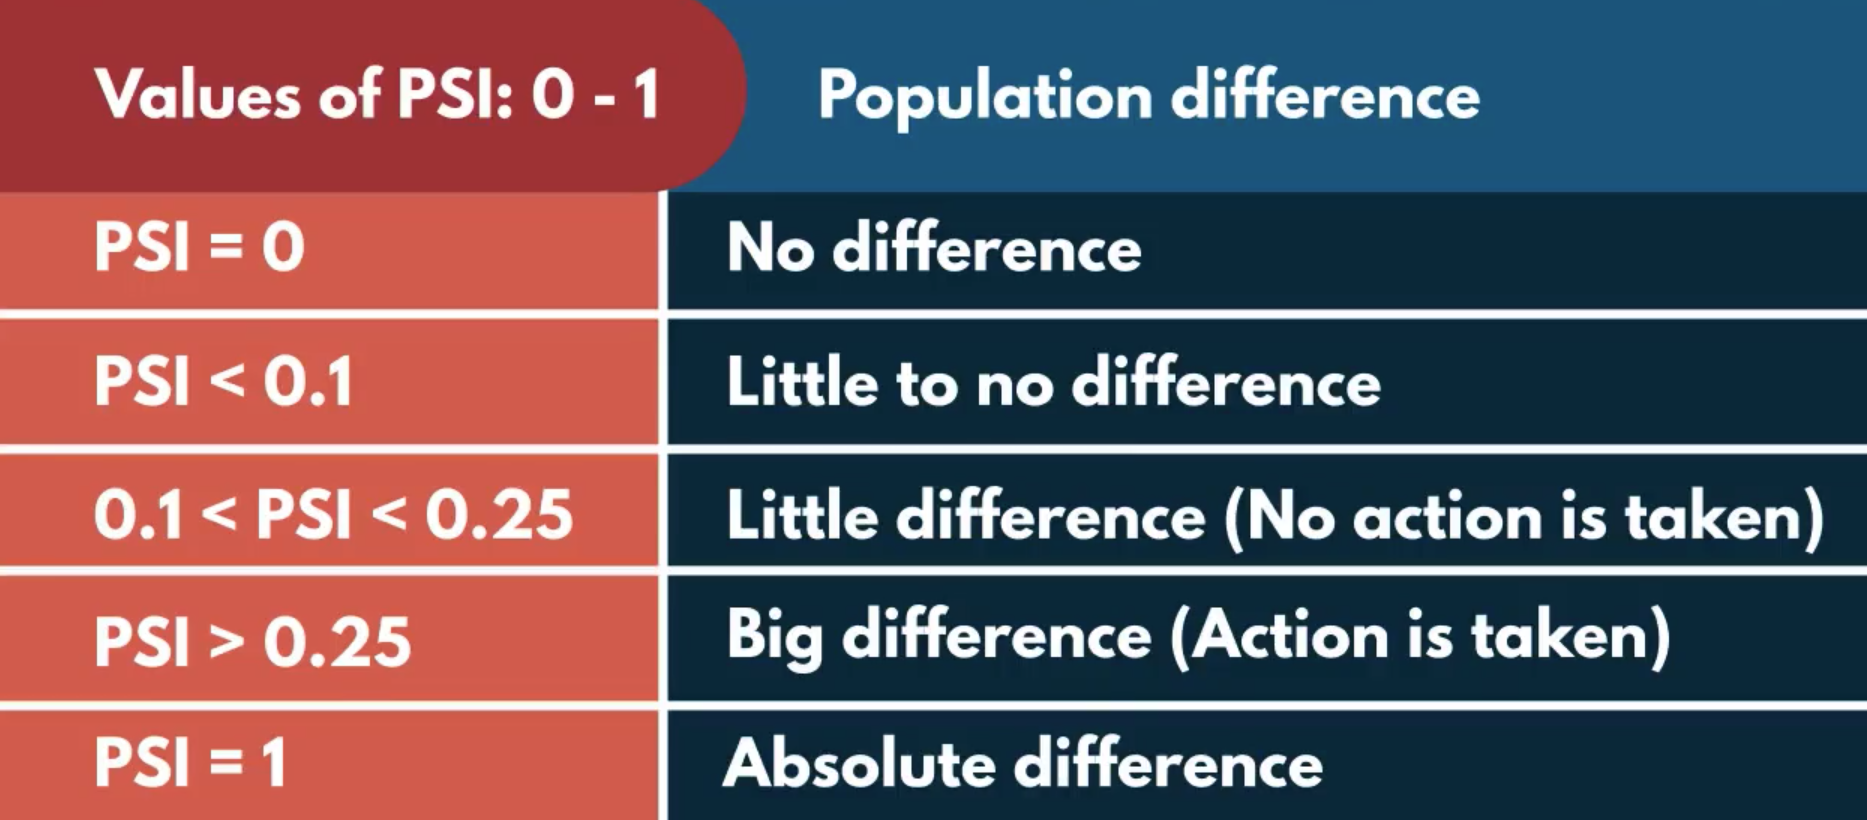 Values of PSI: 0 - 1
Population difference
PSI = 0
No difference
PSI < 0.1
Little to no difference
0.1 < PSI < 0.25
Little difference (No action is taken)
PSI > 0.25
Big difference (Action is taken)
PSI = 1
Absolute difference